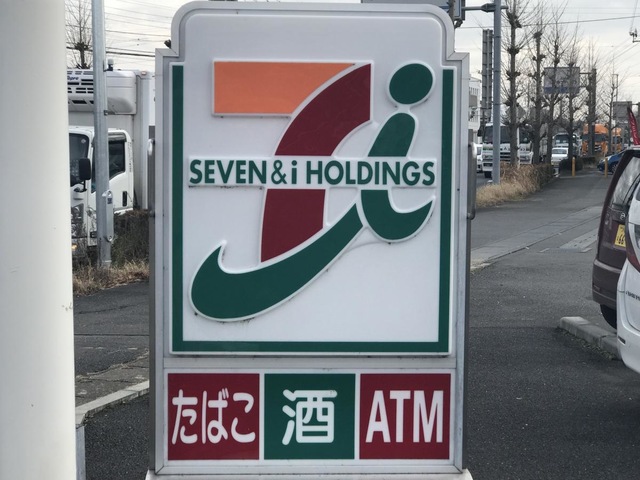 SEVEN&i HOLDINGS
たばこ 酒 ATM